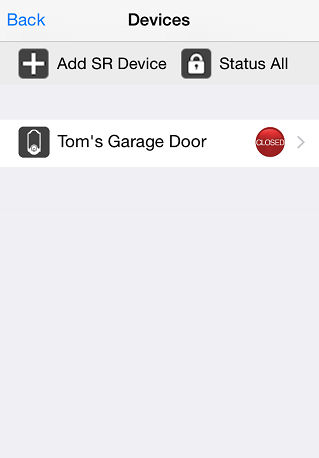 Back Devices
Add SR Device Status All
Tom's Garage Door CLOSED